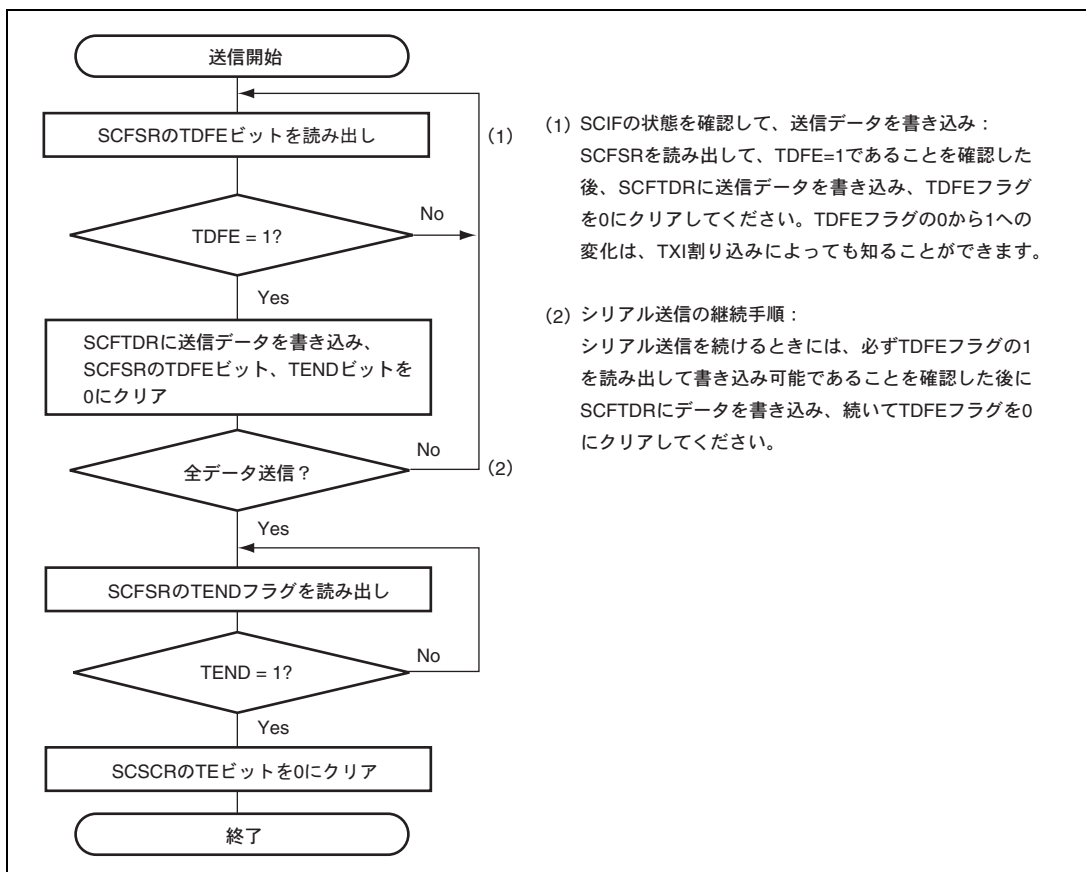 送信開始
SCFSRのTDFEビットを読み出し
(1)
TDFE = 1?
No
Yes
SCFTDRに送信データを書き込み、
SCFSRのTDFEビット、TENDビットを
0にクリア
全データ送信？
No
(2)
Yes
SCFSRのTENDフラグを読み出し
TEND = 1?
No
Yes
SCSCRのTEビットを0にクリア
終了
(1) SCIFの状態を確認して、送信データを書き込み：
SCFSRを読み出して、TDFE=1であることを確認した
後、SCFTDRに送信データを書き込み、TDFEフラグ
を0にクリアしてください。TDFEフラグの0から1への
変化は、TXI割り込みによっても知ることができます。
(2) シリアル送信の継続手順：
シリアル送信を続けるときには、必ずTDFEフラグの1
を読み出して書き込み可能であることを確認した後に
SCFTDRにデータを書き込み、続いてTDFEフラグを0
にクリアしてください。